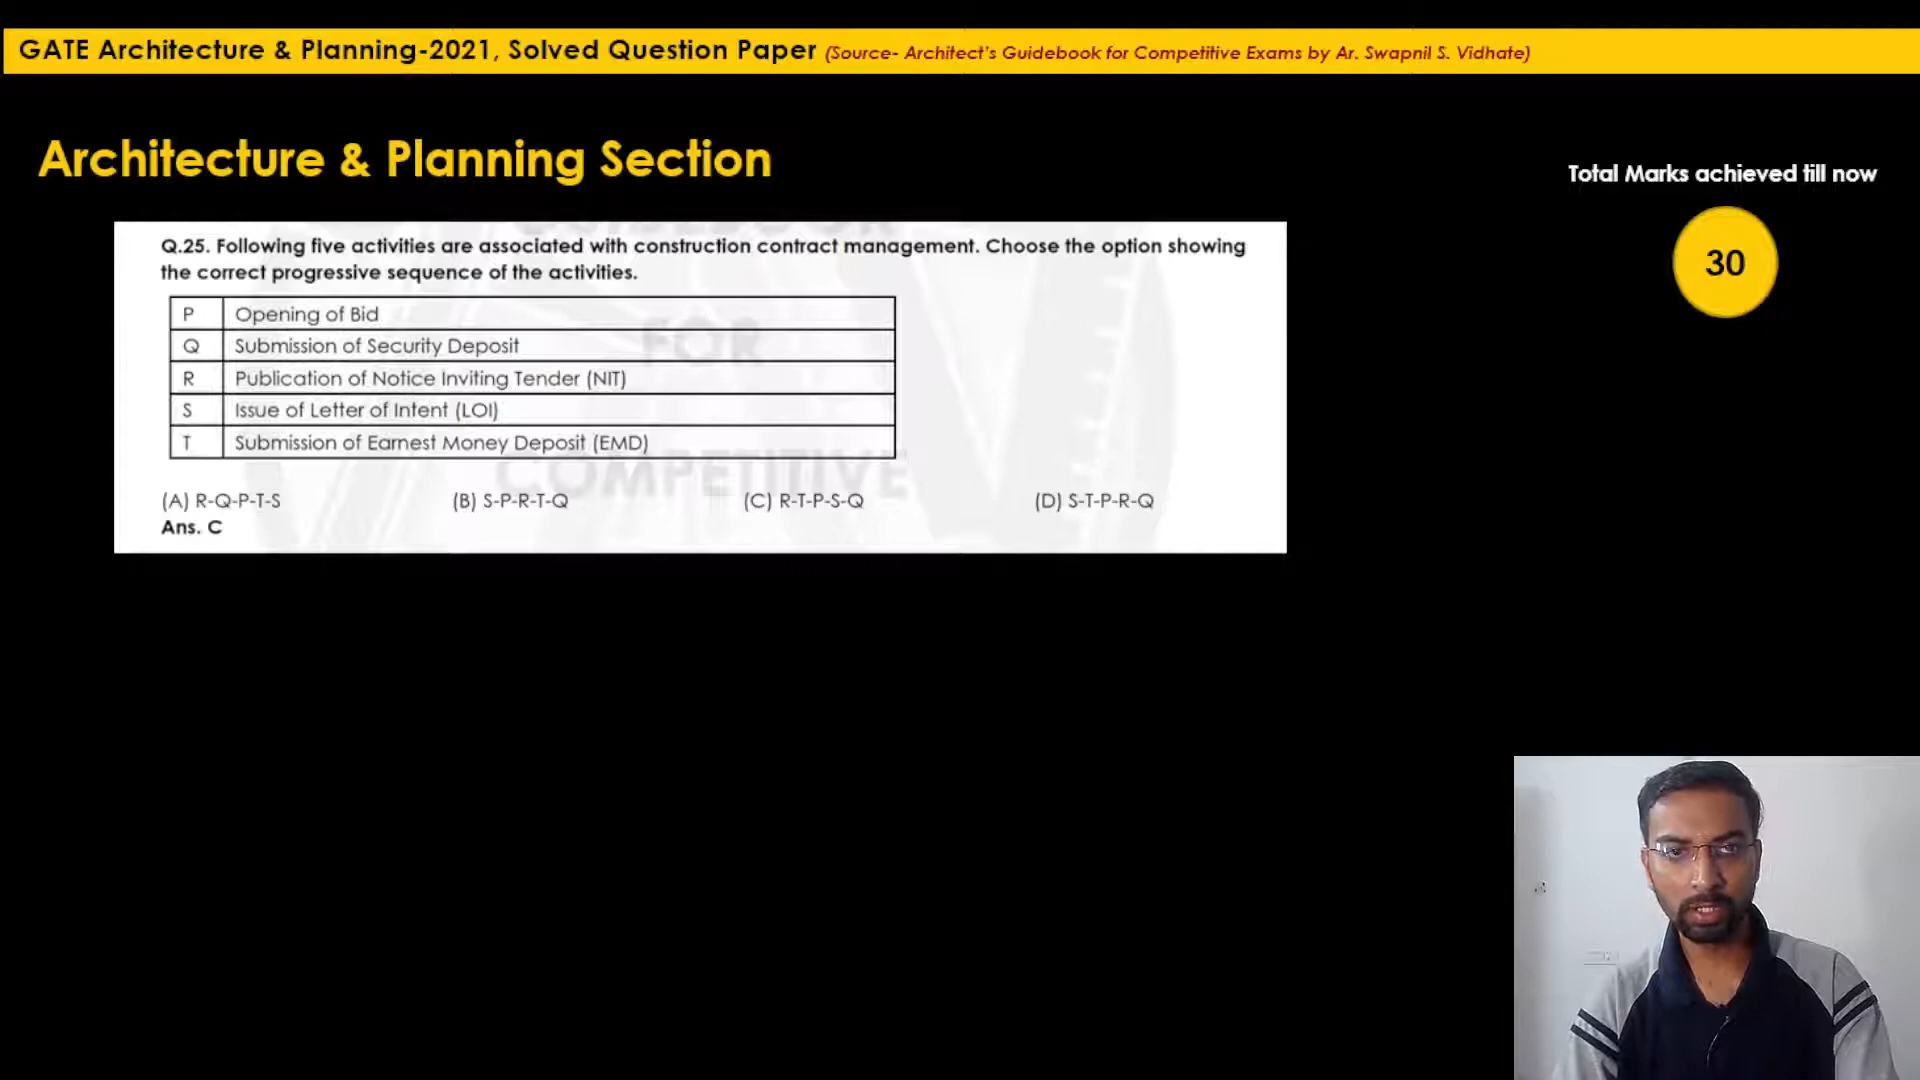 GATE Architecture & Planning-2021, Solved Question Paper (Source- Architect's Guidebook for Competitive Exams by Ar. Swapnil S. Vidhate)
Architecture & Planning Section
Total Marks achieved till now
30
Q.25. Following five activities are associated with construction contract management. Choose the option showing
the correct progressive sequence of the activities.
P Opening of Bid
Q Submission of Security Deposit
R Publication of Notice Inviting Tender (NIT)
S Issue of Letter of Intent (LOI)
T Submission of Earnest Money Deposit (EMD)
(A) R-Q-P-T-S (B) S-P-R-T-Q (C) R-T-P-S-Q (D) S-T-P-R-Q
Ans. C
FOR
COMPETITIVE